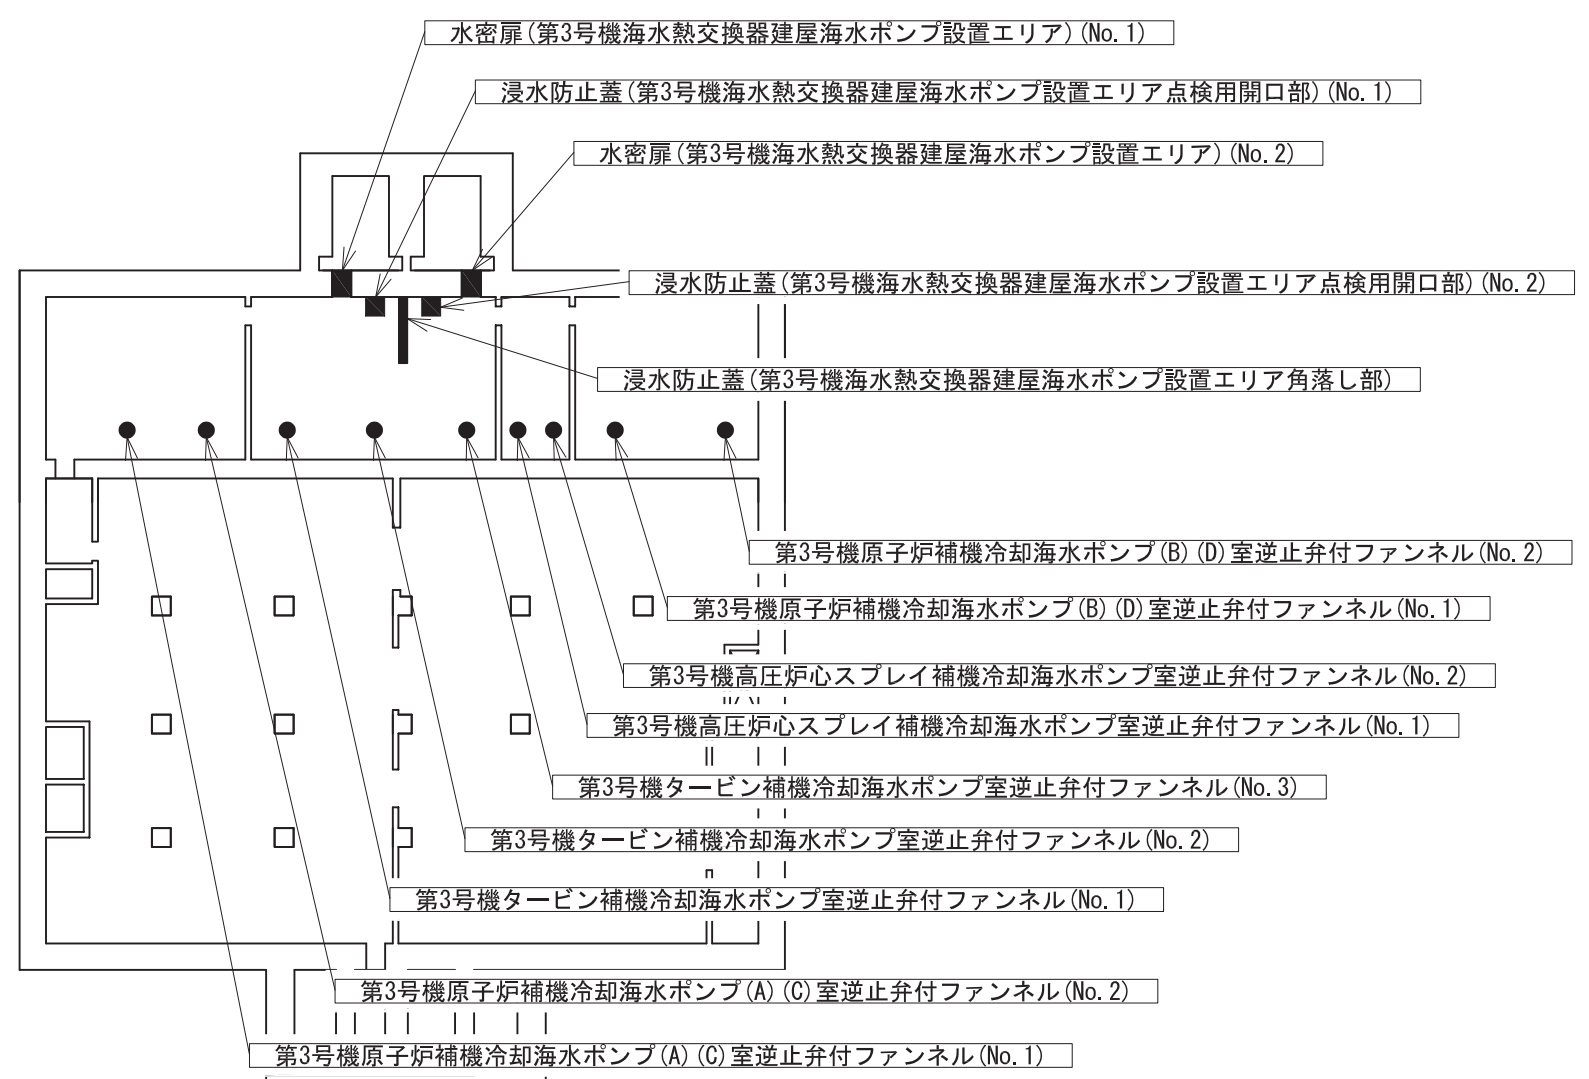 水密扉(第3号機海水熱交換器建屋海水ポンプ設置エリア)(No.1)
浸水防止蓋(第3号機海水熱交換器建屋海水ポンプ設置エリア点検用開口部)(No.1)
水密扉(第3号機海水熱交換器建屋海水ポンプ設置エリア)(No.2)
浸水防止蓋(第3号機海水熱交換器建屋海水ポンプ設置エリア点検用開口部)(No.2)
浸水防止蓋(第3号機海水熱交換器建屋海水ポンプ設置エリア角落し部)
第3号機原子炉補機冷却海水ポンプ(B)(D)室逆止弁付ファンネル(No.2)
第3号機原子炉補機冷却海水ポンプ(B)(D)室逆止弁付ファンネル(No.1)
第3号機高圧炉心スプレイ補機冷却海水ポンプ室逆止弁付ファンネル(No.2)
第3号機高圧炉心スプレイ補機冷却海水ポンプ室逆止弁付ファンネル(No.1)
第3号機タービン補機冷却海水ポンプ室逆止弁付ファンネル(No.3)
第3号機タービン補機冷却海水ポンプ室逆止弁付ファンネル(No.2)
第3号機タービン補機冷却海水ポンプ室逆止弁付ファンネル(No.1)
第3号機原子炉補機冷却海水ポンプ(A)(C)室逆止弁付ファンネル(No.2)
第3号機原子炉補機冷却海水ポンプ(A)(C)室逆止弁付ファンネル(No.1)